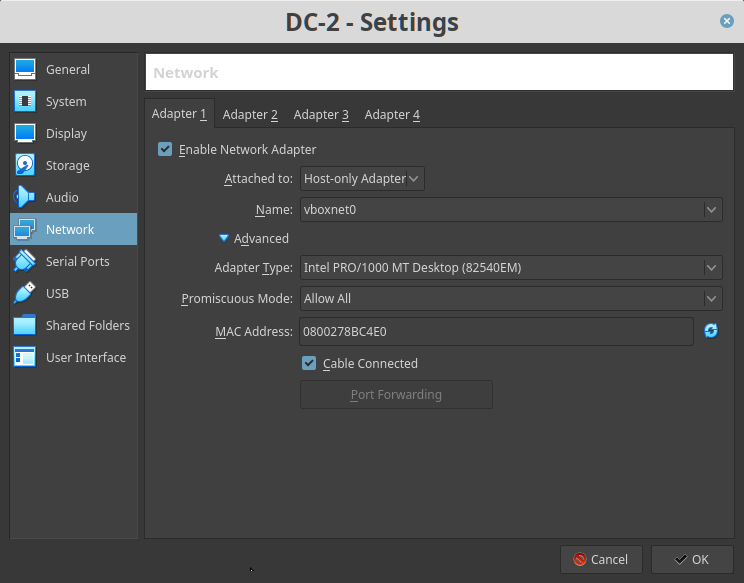 DC-2 - Settings
General
System
Display
Storage
Audio
Network
Serial Ports
USB
Shared Folders
User Interface
Network
Adapter 1 Adapter 2 Adapter 3 Adapter 4
Enable Network Adapter
Attached to: Host-only Adapter
Name: vboxnet0
Advanced
Adapter Type: Intel PRO/1000 MT Desktop (82540EM)
Promiscuous Mode: Allow All
MAC Address: 0800278BC4E0
Cable Connected
Port Forwarding
Cancel OK